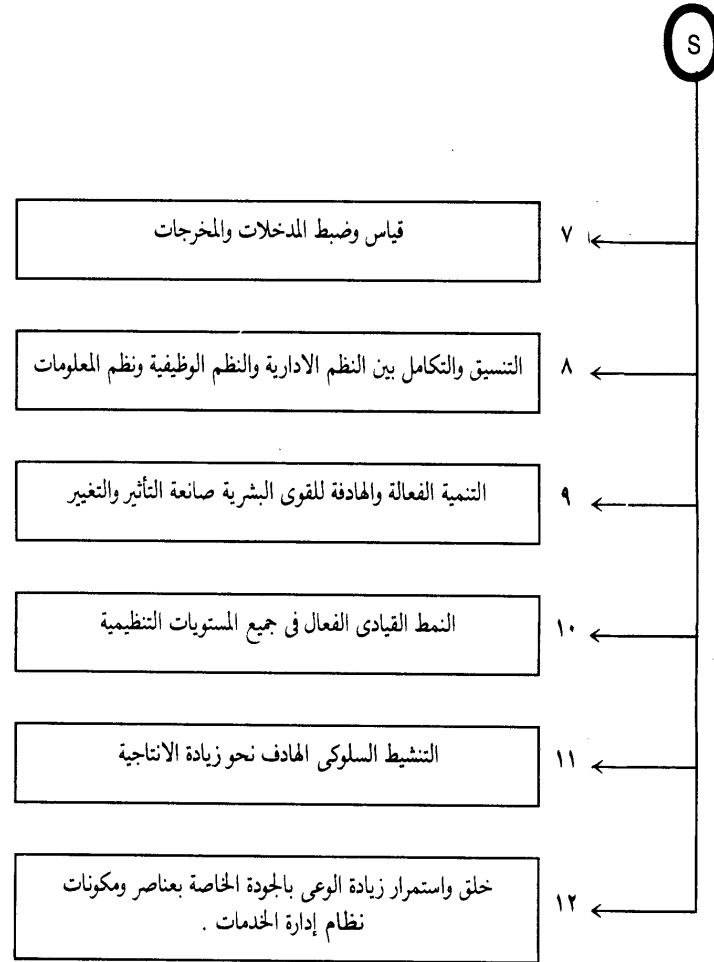 S
٧ قياس وضبط المدخلات والمخرجات
٨ التنسيق والتكامل بين النظم الادارية والنظم الوظيفية ونظم المعلومات
٩ التنمية الفعالة والهادفة للقوى البشرية صانعة التأثير والتغيير
١٠ النمط القيادى الفعال فى جميع المستويات التنظيمية
١١ التنشيط السلوكى الهادف نحو زيادة الانتاجية
١٢ خلق واستمرار زيادة الوعى بالجودة الخاصة بعناصر ومكونات
نظام إدارة الخدمات .